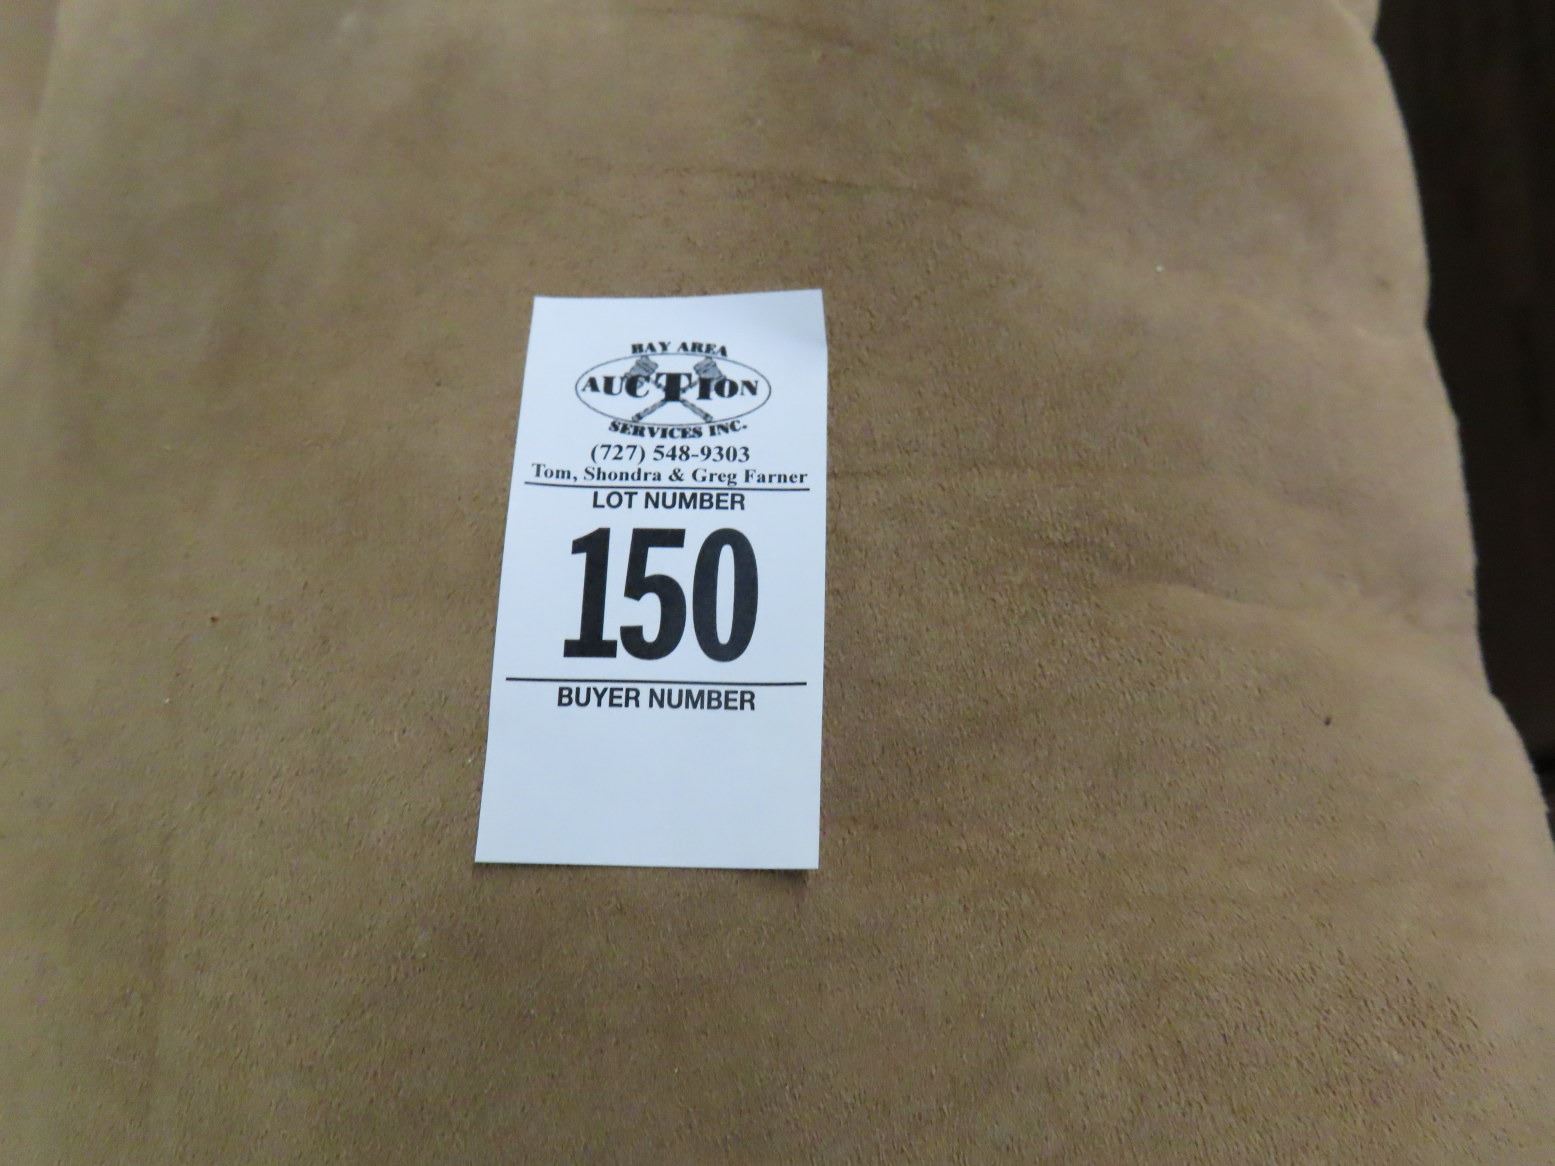 BAY AREA
AUCTION
SERVICES INC.
(727) 548-9303
Tom, Shondra & Greg Farner
LOT NUMBER
150
BUYER NUMBER